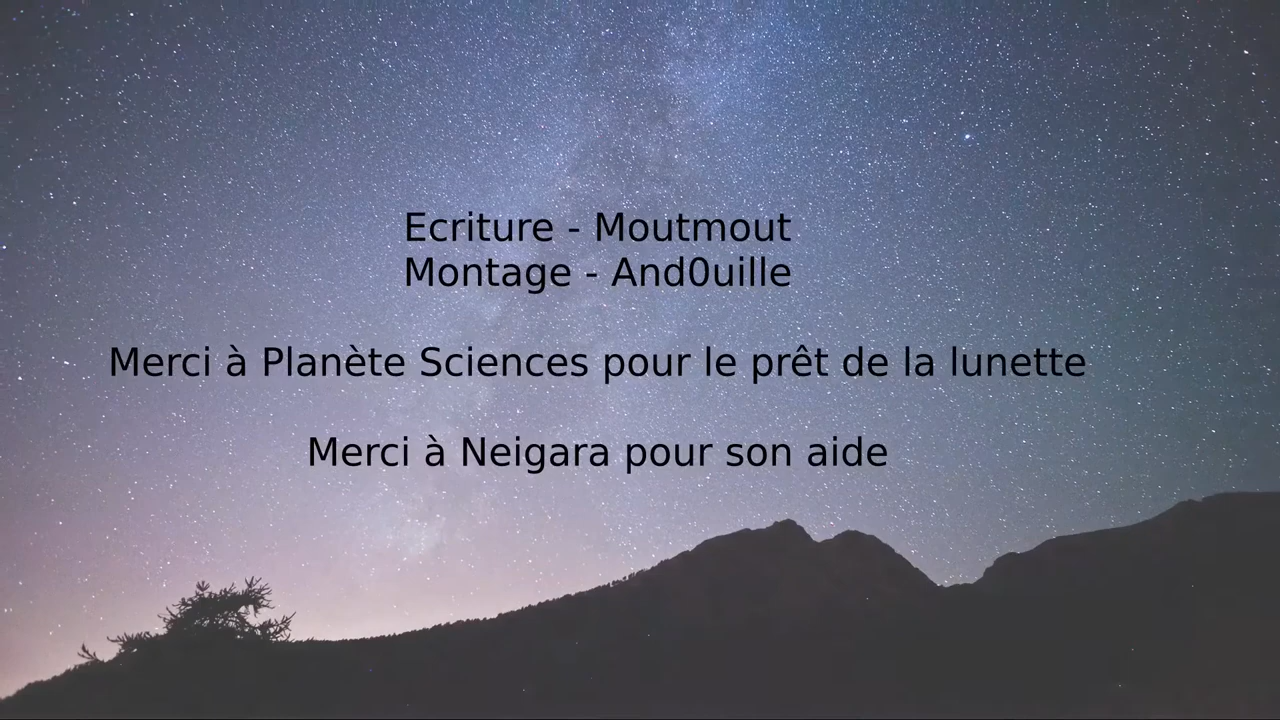 Ecriture - Moutmout
Montage - And0uille
Merci à Planète Sciences pour le prêt de la lunette
Merci à Neigara pour son aide